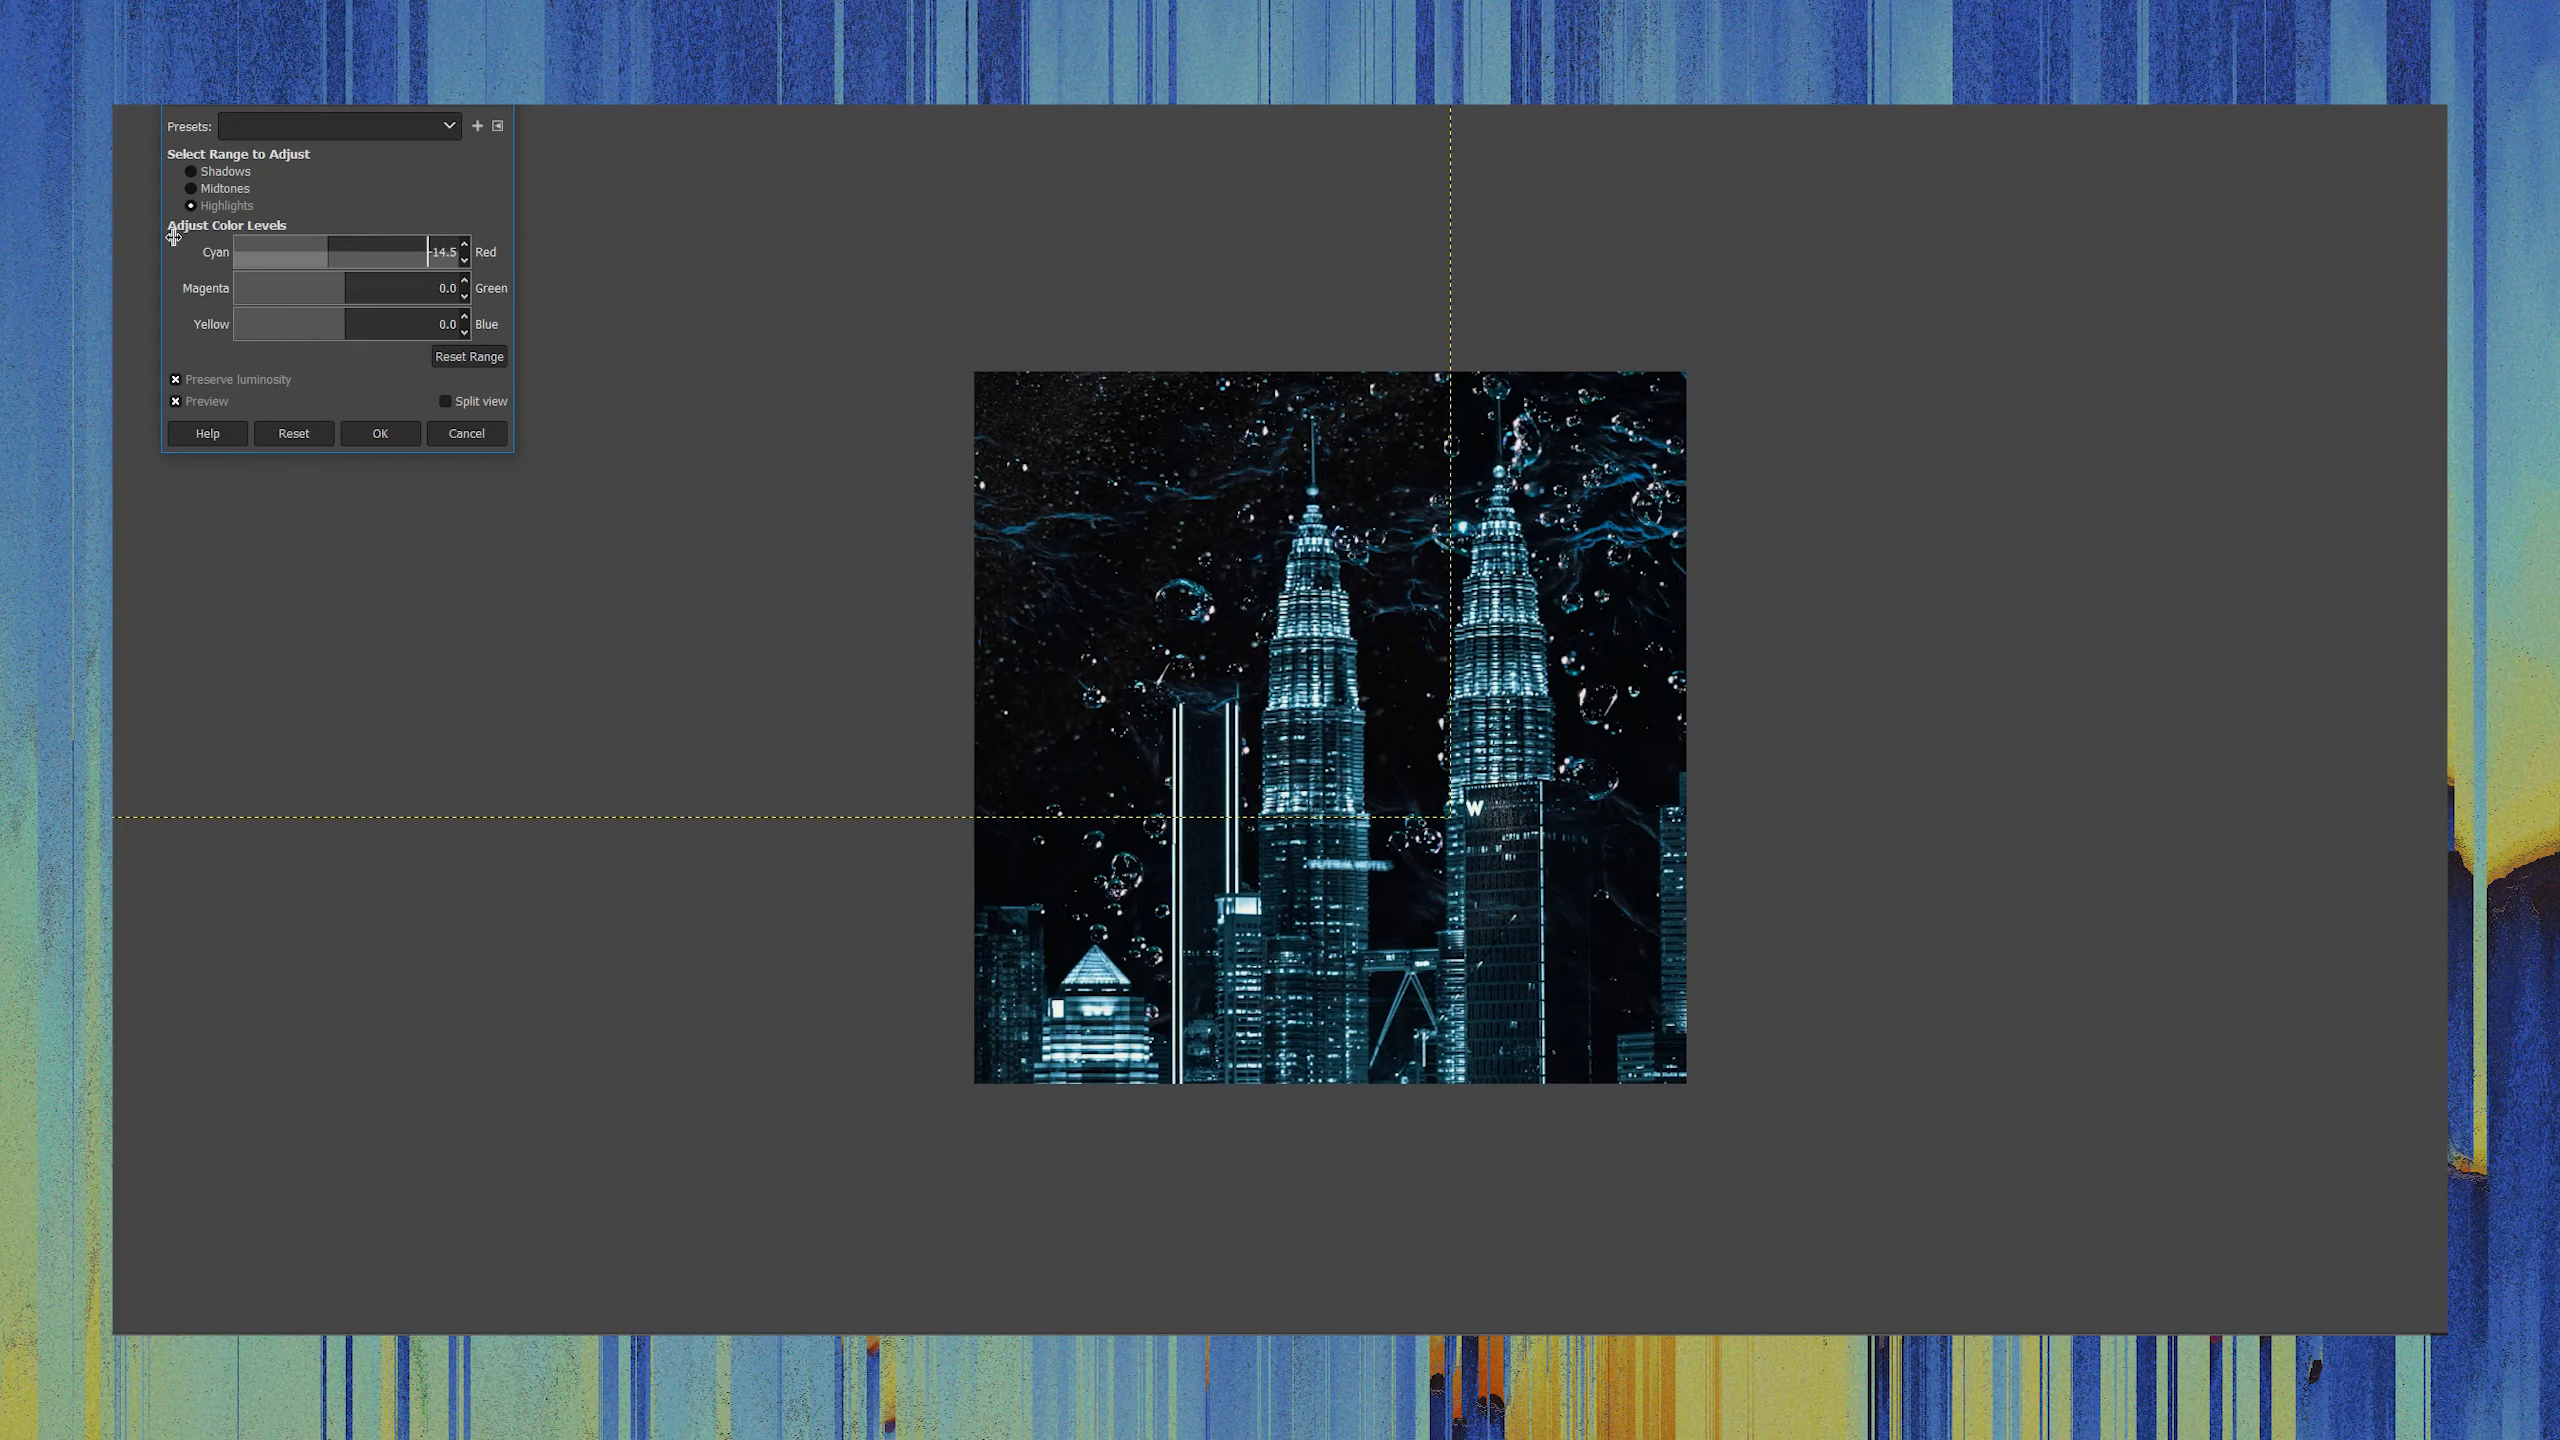 Presets:
Select Range to Adjust
Shadows
Midtones
Highlights
Adjust Color Levels
Cyan -14.5 Red
Magenta 0.0 Green
Yellow 0.0 Blue
Reset Range
Preserve luminosity
Preview Split view
Help Reset OK Cancel
W